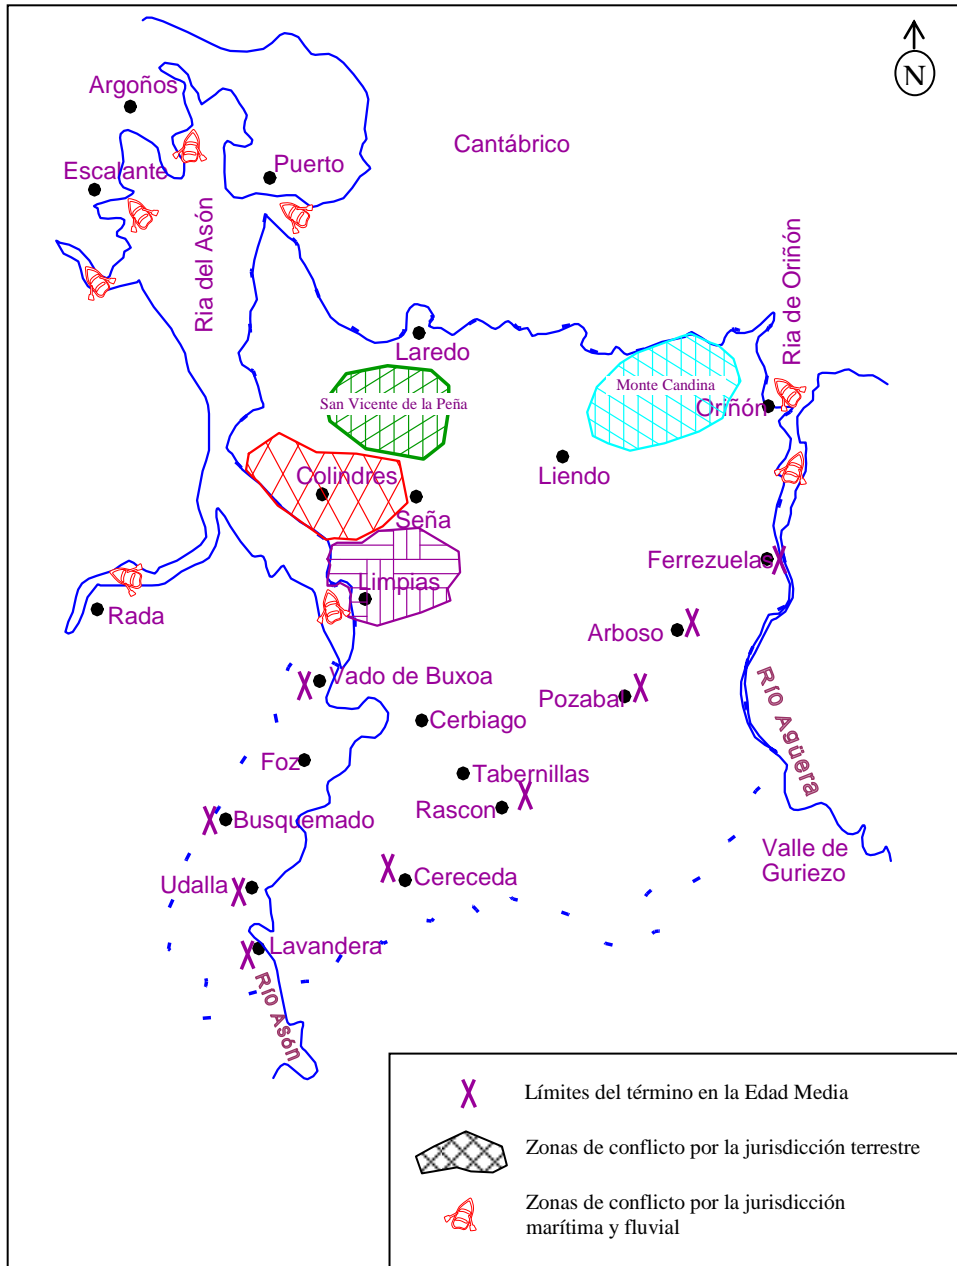 N
Argoños
Cantábrico
Puerto
Escalante
Ria del Asón
Ria de Oriñón
Laredo
Monte Candina
San Vicente de la Peña
Oriñón
Colindres
Liendo
Seña
Ferrezuelas
Limpias
Rada
Arboso
Vado de Buxoa
Pozabal
Río Agüera
Cerbiago
Foz
Tabernillas
Rascon
Busquemado
Valle de
Guriezo
Udalla
Cereceda
Lavandera
Río Asón
Límites del término en la Edad Media
Zonas de conflicto por la jurisdicción terrestre
Zonas de conflicto por la jurisdicción
marítima y fluvial